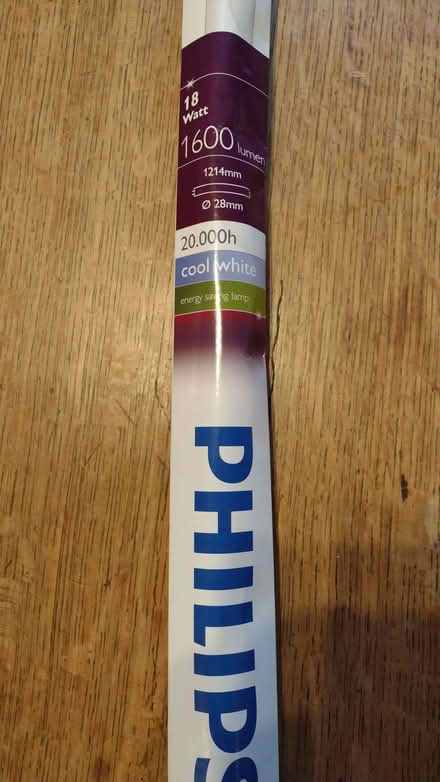 18
Watt
1600 lumen
1214mm
Ø 28mm
20.000h
cool white
energy saving lamp
PHILIPS